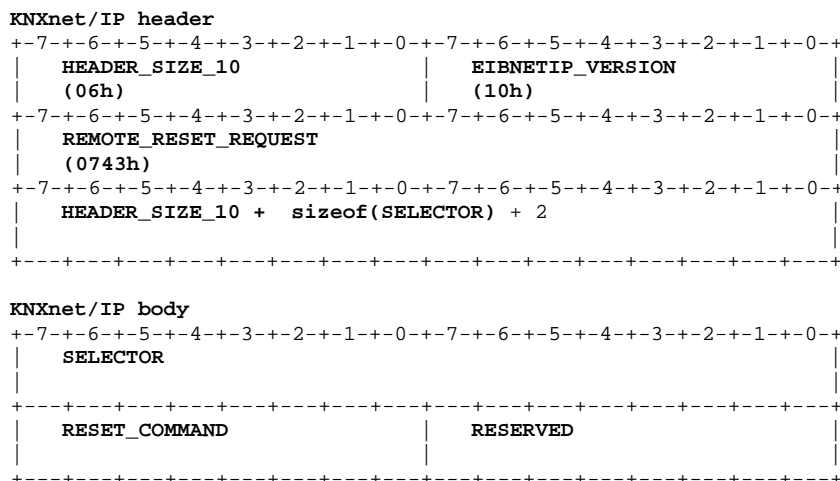 KNXnet/IP header
+-7-+-6-+-5-+-4-+-3-+-2-+-1-+-0-+-7-+-6-+-5-+-4-+-3-+-2-+-1-+-0-+
| HEADER_SIZE_10 | EIBNETIP_VERSION |
| (06h) | (10h) |
+-7-+-6-+-5-+-4-+-3-+-2-+-1-+-0-+-7-+-6-+-5-+-4-+-3-+-2-+-1-+-0-+
| REMOTE_RESET_REQUEST |
| (0743h) |
+-7-+-6-+-5-+-4-+-3-+-2-+-1-+-0-+-7-+-6-+-5-+-4-+-3-+-2-+-1-+-0-+
| HEADER_SIZE_10 + sizeof(SELECTOR) + 2 |
| |
+---+---+---+---+---+---+---+---+---+---+---+---+---+---+---+---+
KNXnet/IP body
+-7-+-6-+-5-+-4-+-3-+-2-+-1-+-0-+-7-+-6-+-5-+-4-+-3-+-2-+-1-+-0-+
| SELECTOR |
| |
+---+---+---+---+---+---+---+---+---+---+---+---+---+---+---+---+
| RESET_COMMAND | RESERVED |
| | |
+---+---+---+---+---+---+---+---+---+---+---+---+---+---+---+---+